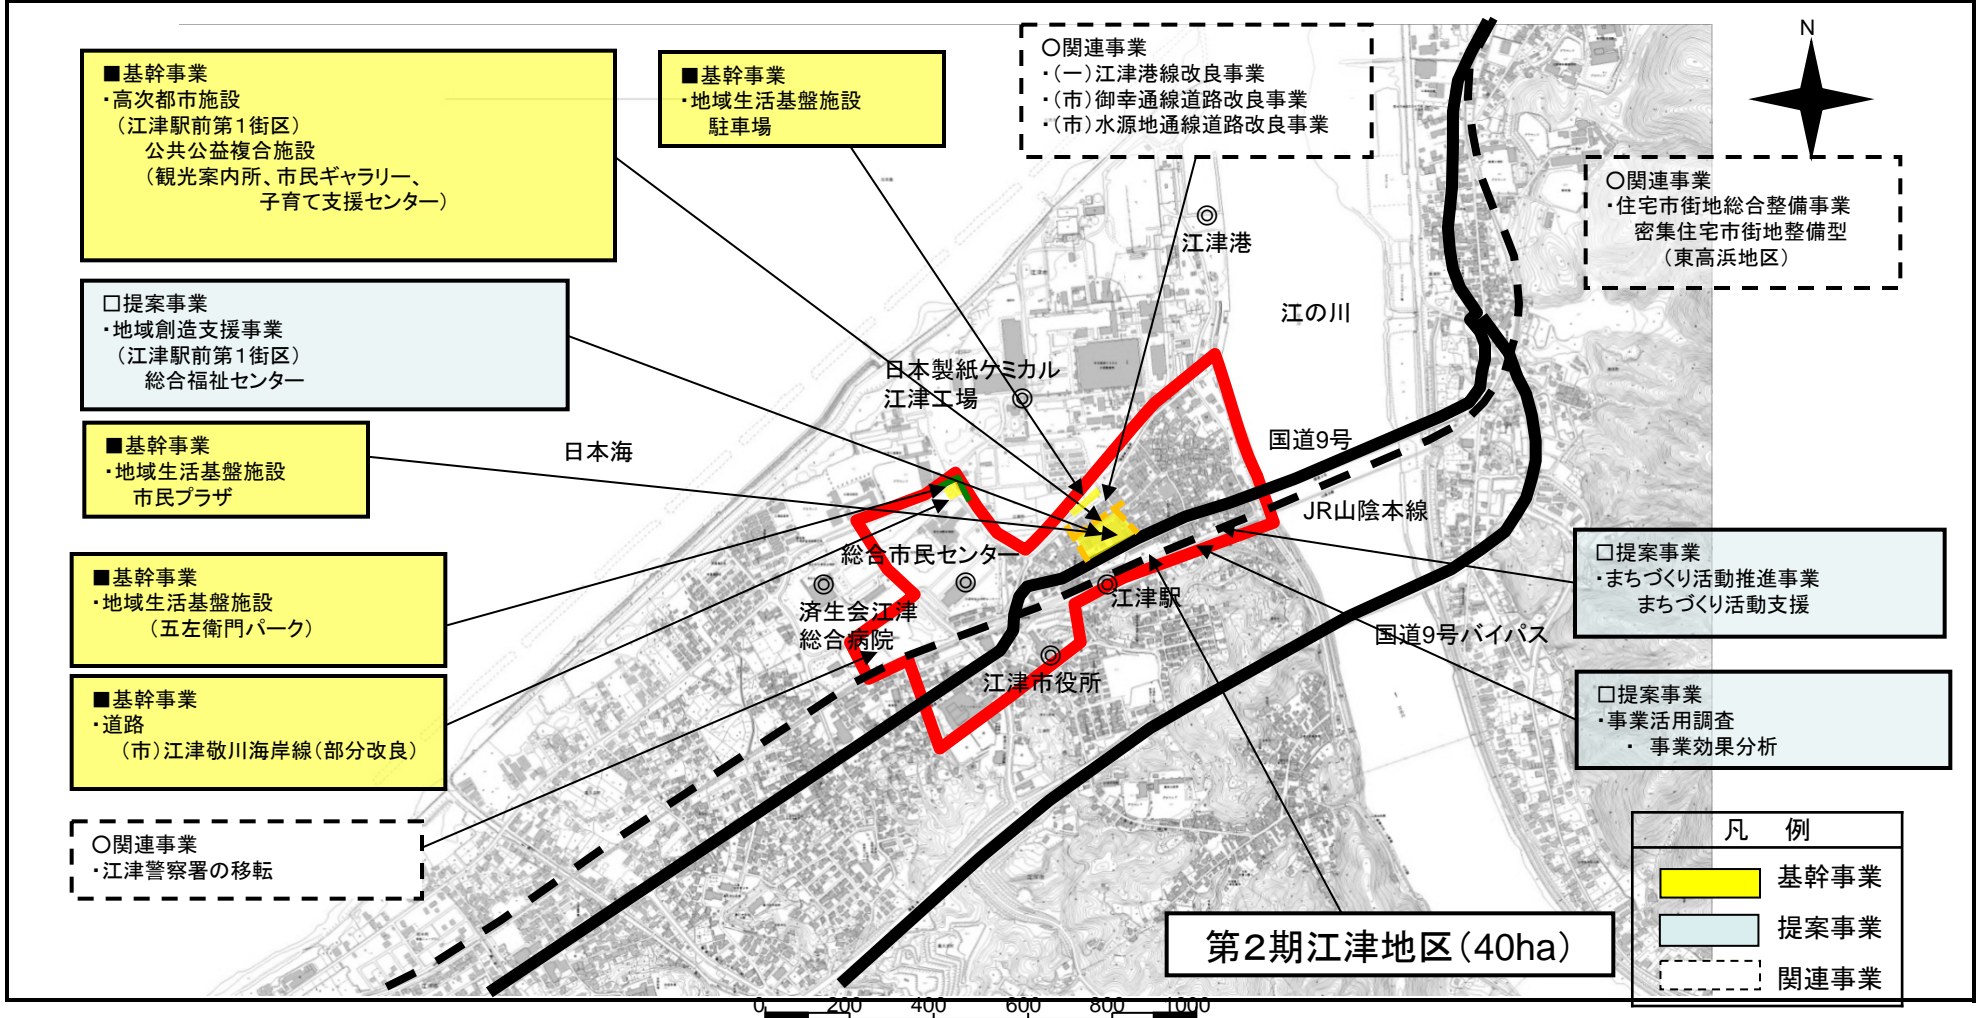 ■基幹事業
・高次都市施設
（江津駅前第1街区）
公共公益複合施設
（観光案内所、市民ギャラリー、
子育て支援センター）
■基幹事業
・地域生活基盤施設
駐車場
〇関連事業
・（一）江津港線改良事業
・（市）御幸通線道路改良事業
・（市）水源地通線道路改良事業
N
〇関連事業
・住宅市街地総合整備事業
密集住宅市街地整備型
（東高浜地区）
□提案事業
・地域創造支援事業
（江津駅前第1街区）
総合福祉センター
■基幹事業
・地域生活基盤施設
市民プラザ
■基幹事業
・地域生活基盤施設
（五左衛門パーク）
■基幹事業
・道路
（市）江津敬川海岸線（部分改良）
〇関連事業
・江津警察署の移転
江津港
江の川
日本製紙ケミカル
江津工場
日本海
国道9号
JR山陰本線
総合市民センター
済生会江津
総合病院
江津駅
江津市役所
国道9号バイパス
□提案事業
・まちづくり活動推進事業
まちづくり活動支援
□提案事業
・事業活用調査
・ 事業効果分析
第2期江津地区（40ha）
凡 例
基幹事業
提案事業
関連事業
0 200 400 600 800 1000